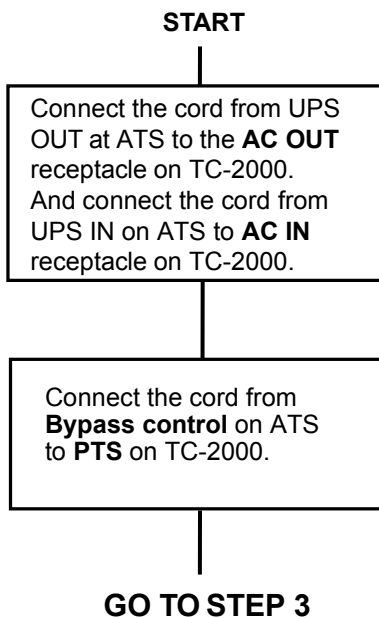 START
Connect the cord from UPS
OUT at ATS to the AC OUT
receptacle on TC-2000.
And connect the cord from
UPS IN on ATS to AC IN
receptacle on TC-2000.
Connect the cord from
Bypass control on ATS
to PTS on TC-2000.
GO TO STEP 3